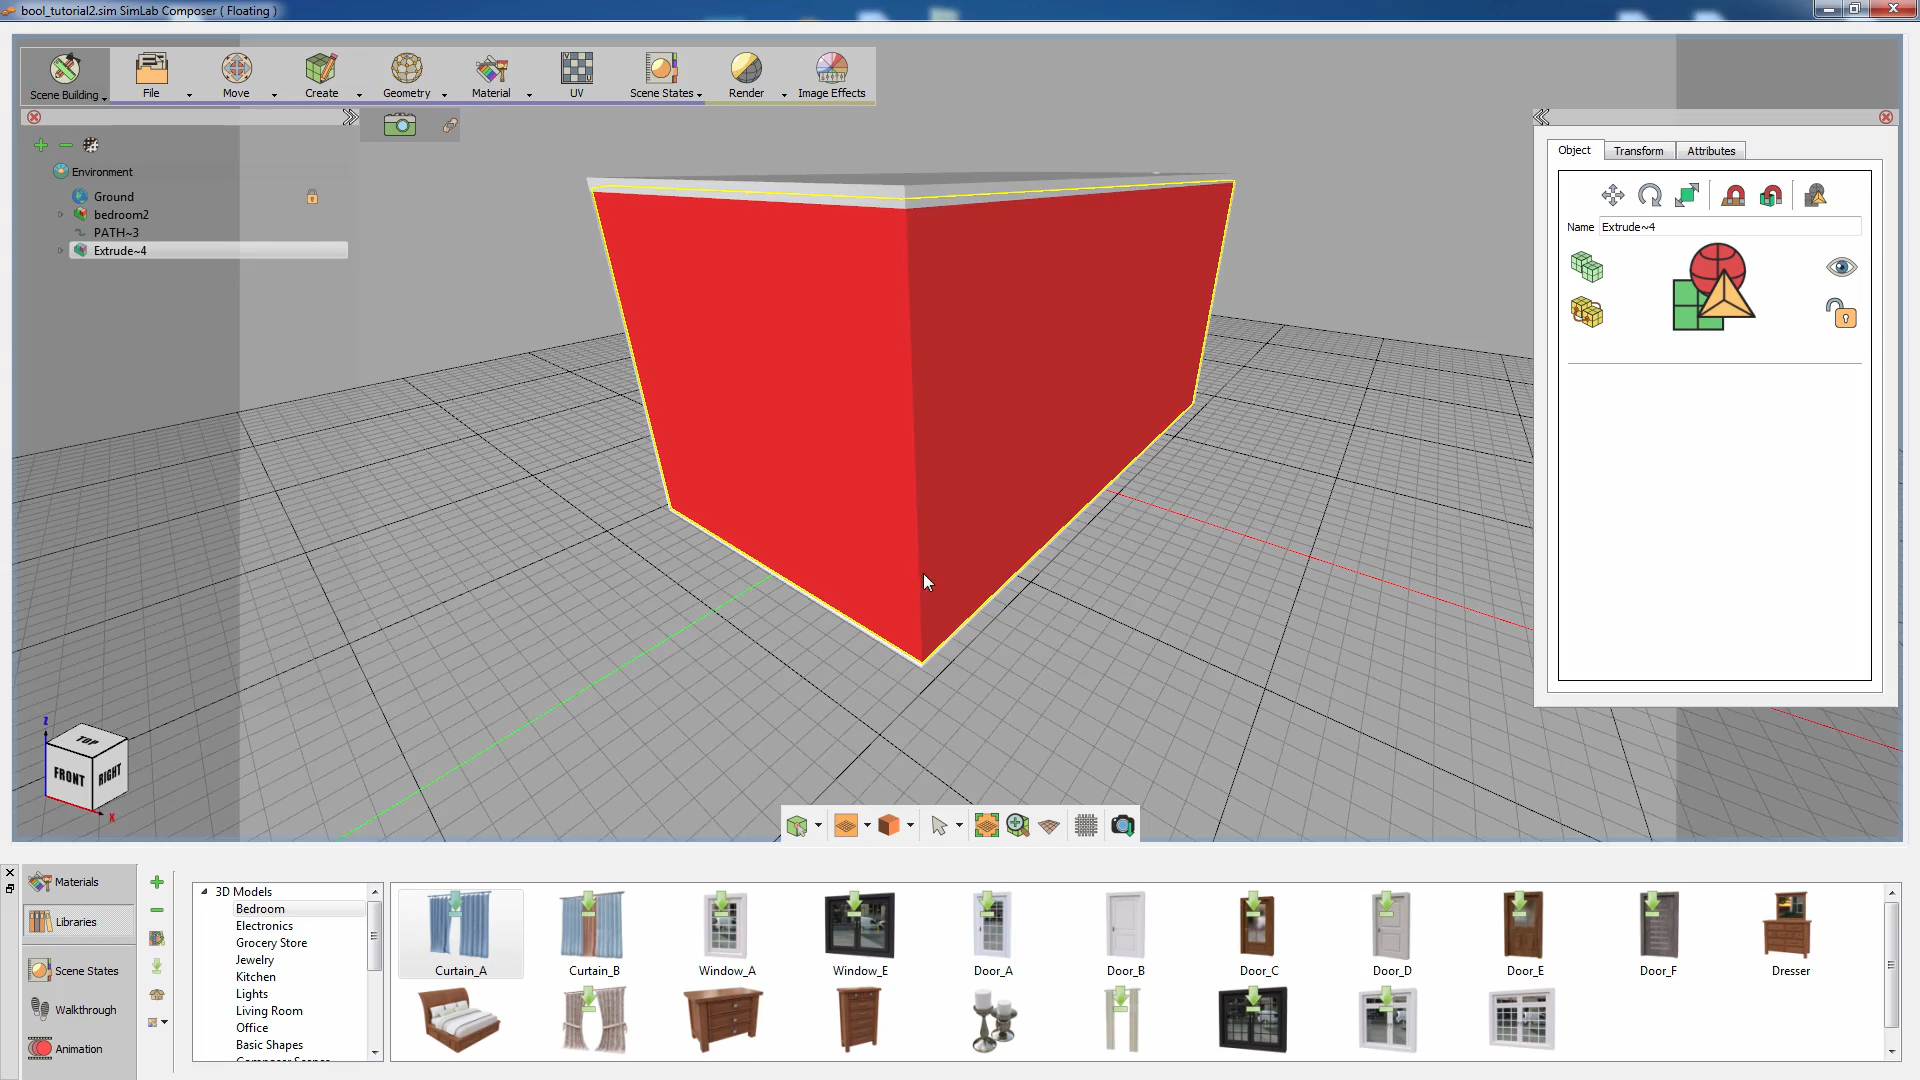 bool_tutorial2.sim SimLab Composer ( Floating )
Scene Building
File
Move
Create
Geometry
Material
UV
Scene States
Render
Image Effects
Environment
Ground
bedroom2
PATH~3
Extrude~4
Object
Transform
Attributes
Name
Extrude~4
TOP
FRONT
RIGHT
Z
X
Materials
Libraries
Scene States
Walkthrough
Animation
3D Models
Bedroom
Electronics
Grocery Store
Jewelry
Kitchen
Lights
Living Room
Office
Basic Shapes
Curtain_A
Curtain_B
Window_A
Window_E
Door_A
Door_B
Door_C
Door_D
Door_E
Door_F
Dresser